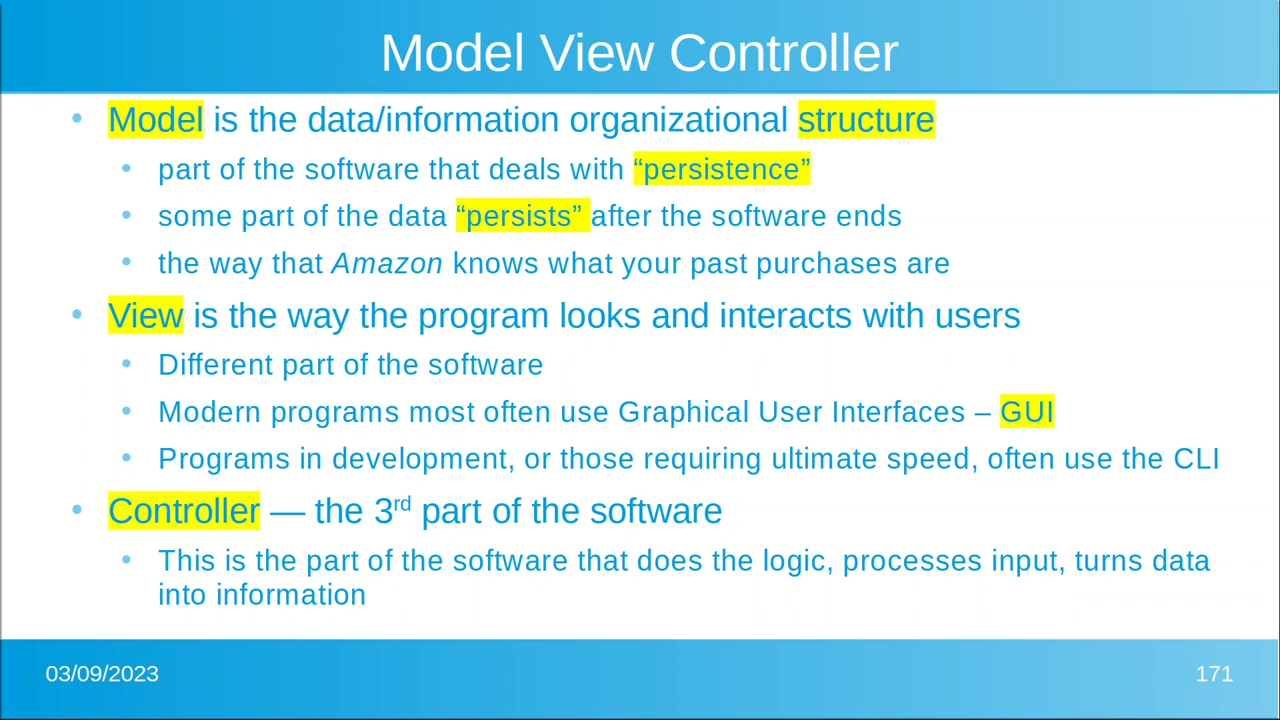 Model View Controller
• Model is the data/information organizational structure
• part of the software that deals with “persistence”
• some part of the data “persists” after the software ends
• the way that Amazon knows what your past purchases are
• View is the way the program looks and interacts with users
• Different part of the software
• Modern programs most often use Graphical User Interfaces – GUI
• Programs in development, or those requiring ultimate speed, often use the CLI
• Controller — the 3rd part of the software
• This is the part of the software that does the logic, processes input, turns data
into information
03/09/2023
171